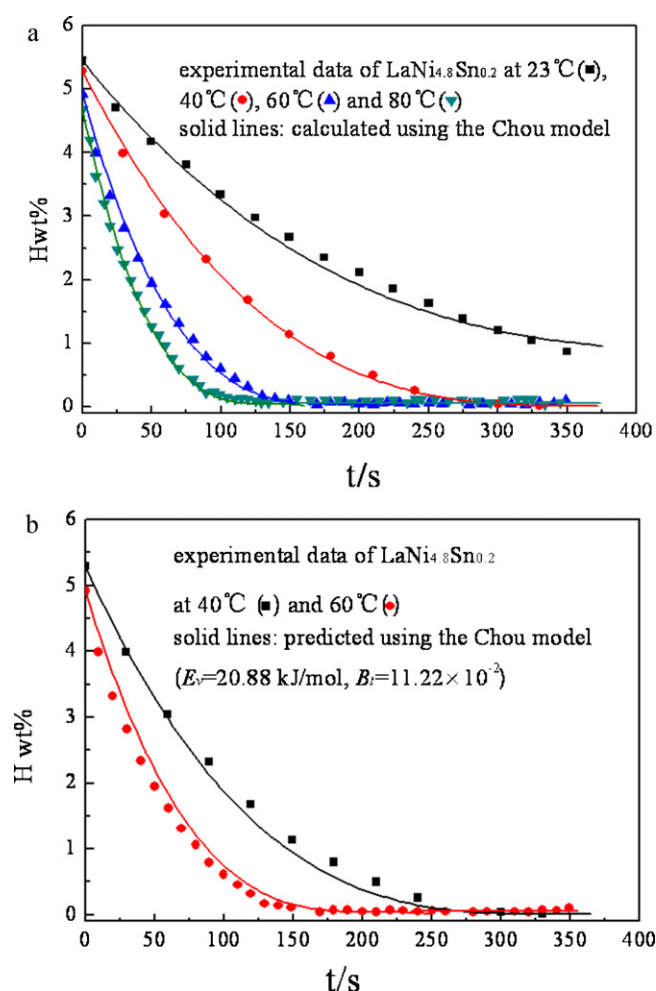 a
6
5
4
3
2
1
0
Hwt%
experimental data of LaNi4.8Sn0.2 at 23℃(■),
40℃(●), 60℃(▲) and 80℃(▼)
solid lines: calculated using the Chou model
0 50 100 150 200 250 300 350 400
t/s
b
6
5
4
3
2
1
0
H wt%
experimental data of LaNi4.8Sn0.2
at 40℃ (■) and 60℃(●)
solid lines: predicted using the Chou model
(Ev=20.88 kJ/mol, Bt=11.22×10-2)
0 50 100 150 200 250 300 350 400
t/s